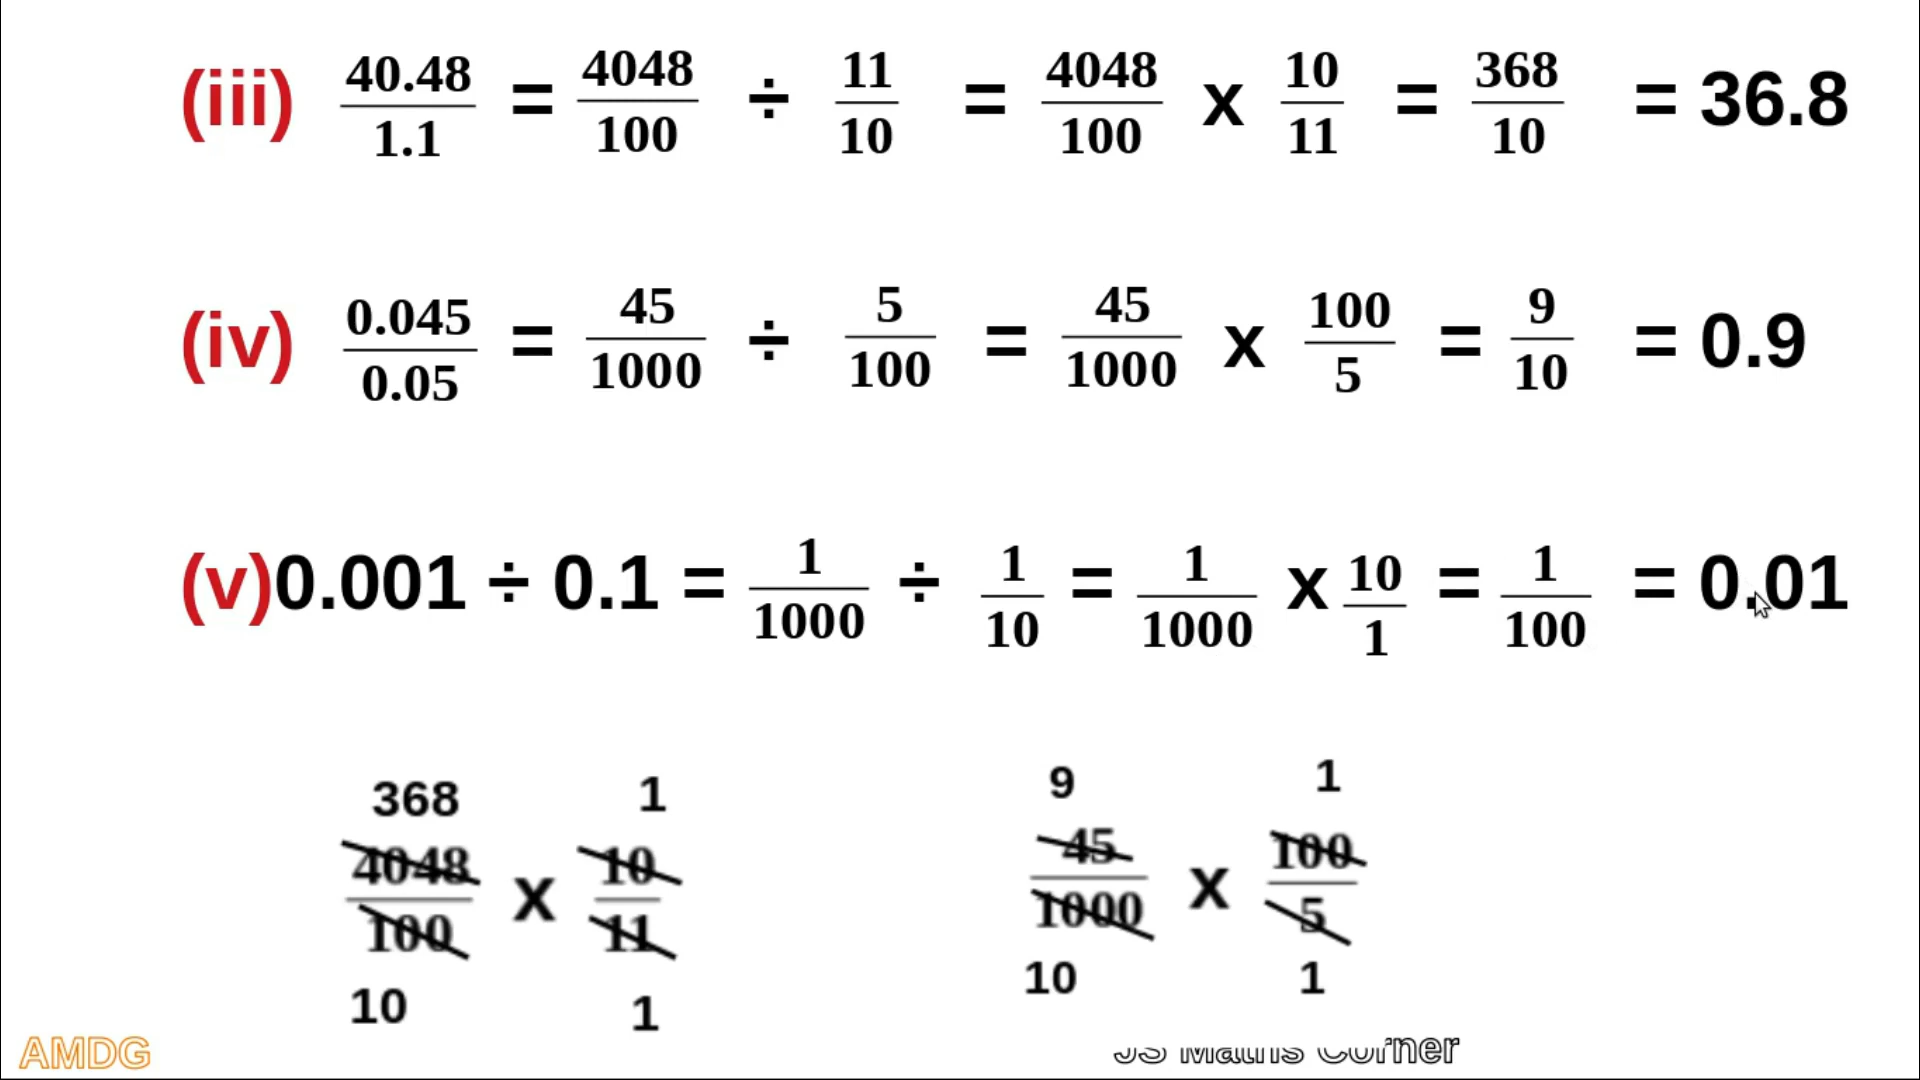 (iii) 40.48/1.1 = 4048/100 ÷ 11/10 = 4048/100 x 10/11 = 368/10 = 36.8
(iv) 0.045/0.05 = 45/1000 ÷ 5/100 = 45/1000 x 100/5 = 9/10 = 0.9
(v)0.001 ÷ 0.1 = 1/1000 ÷ 1/10 = 1/1000 x 10/1 = 1/100 = 0.01
368 1 9 1
4048/100 x 10/11 45/1000 x 100/5
10 1 10 1
AMDG JS Maths Corner